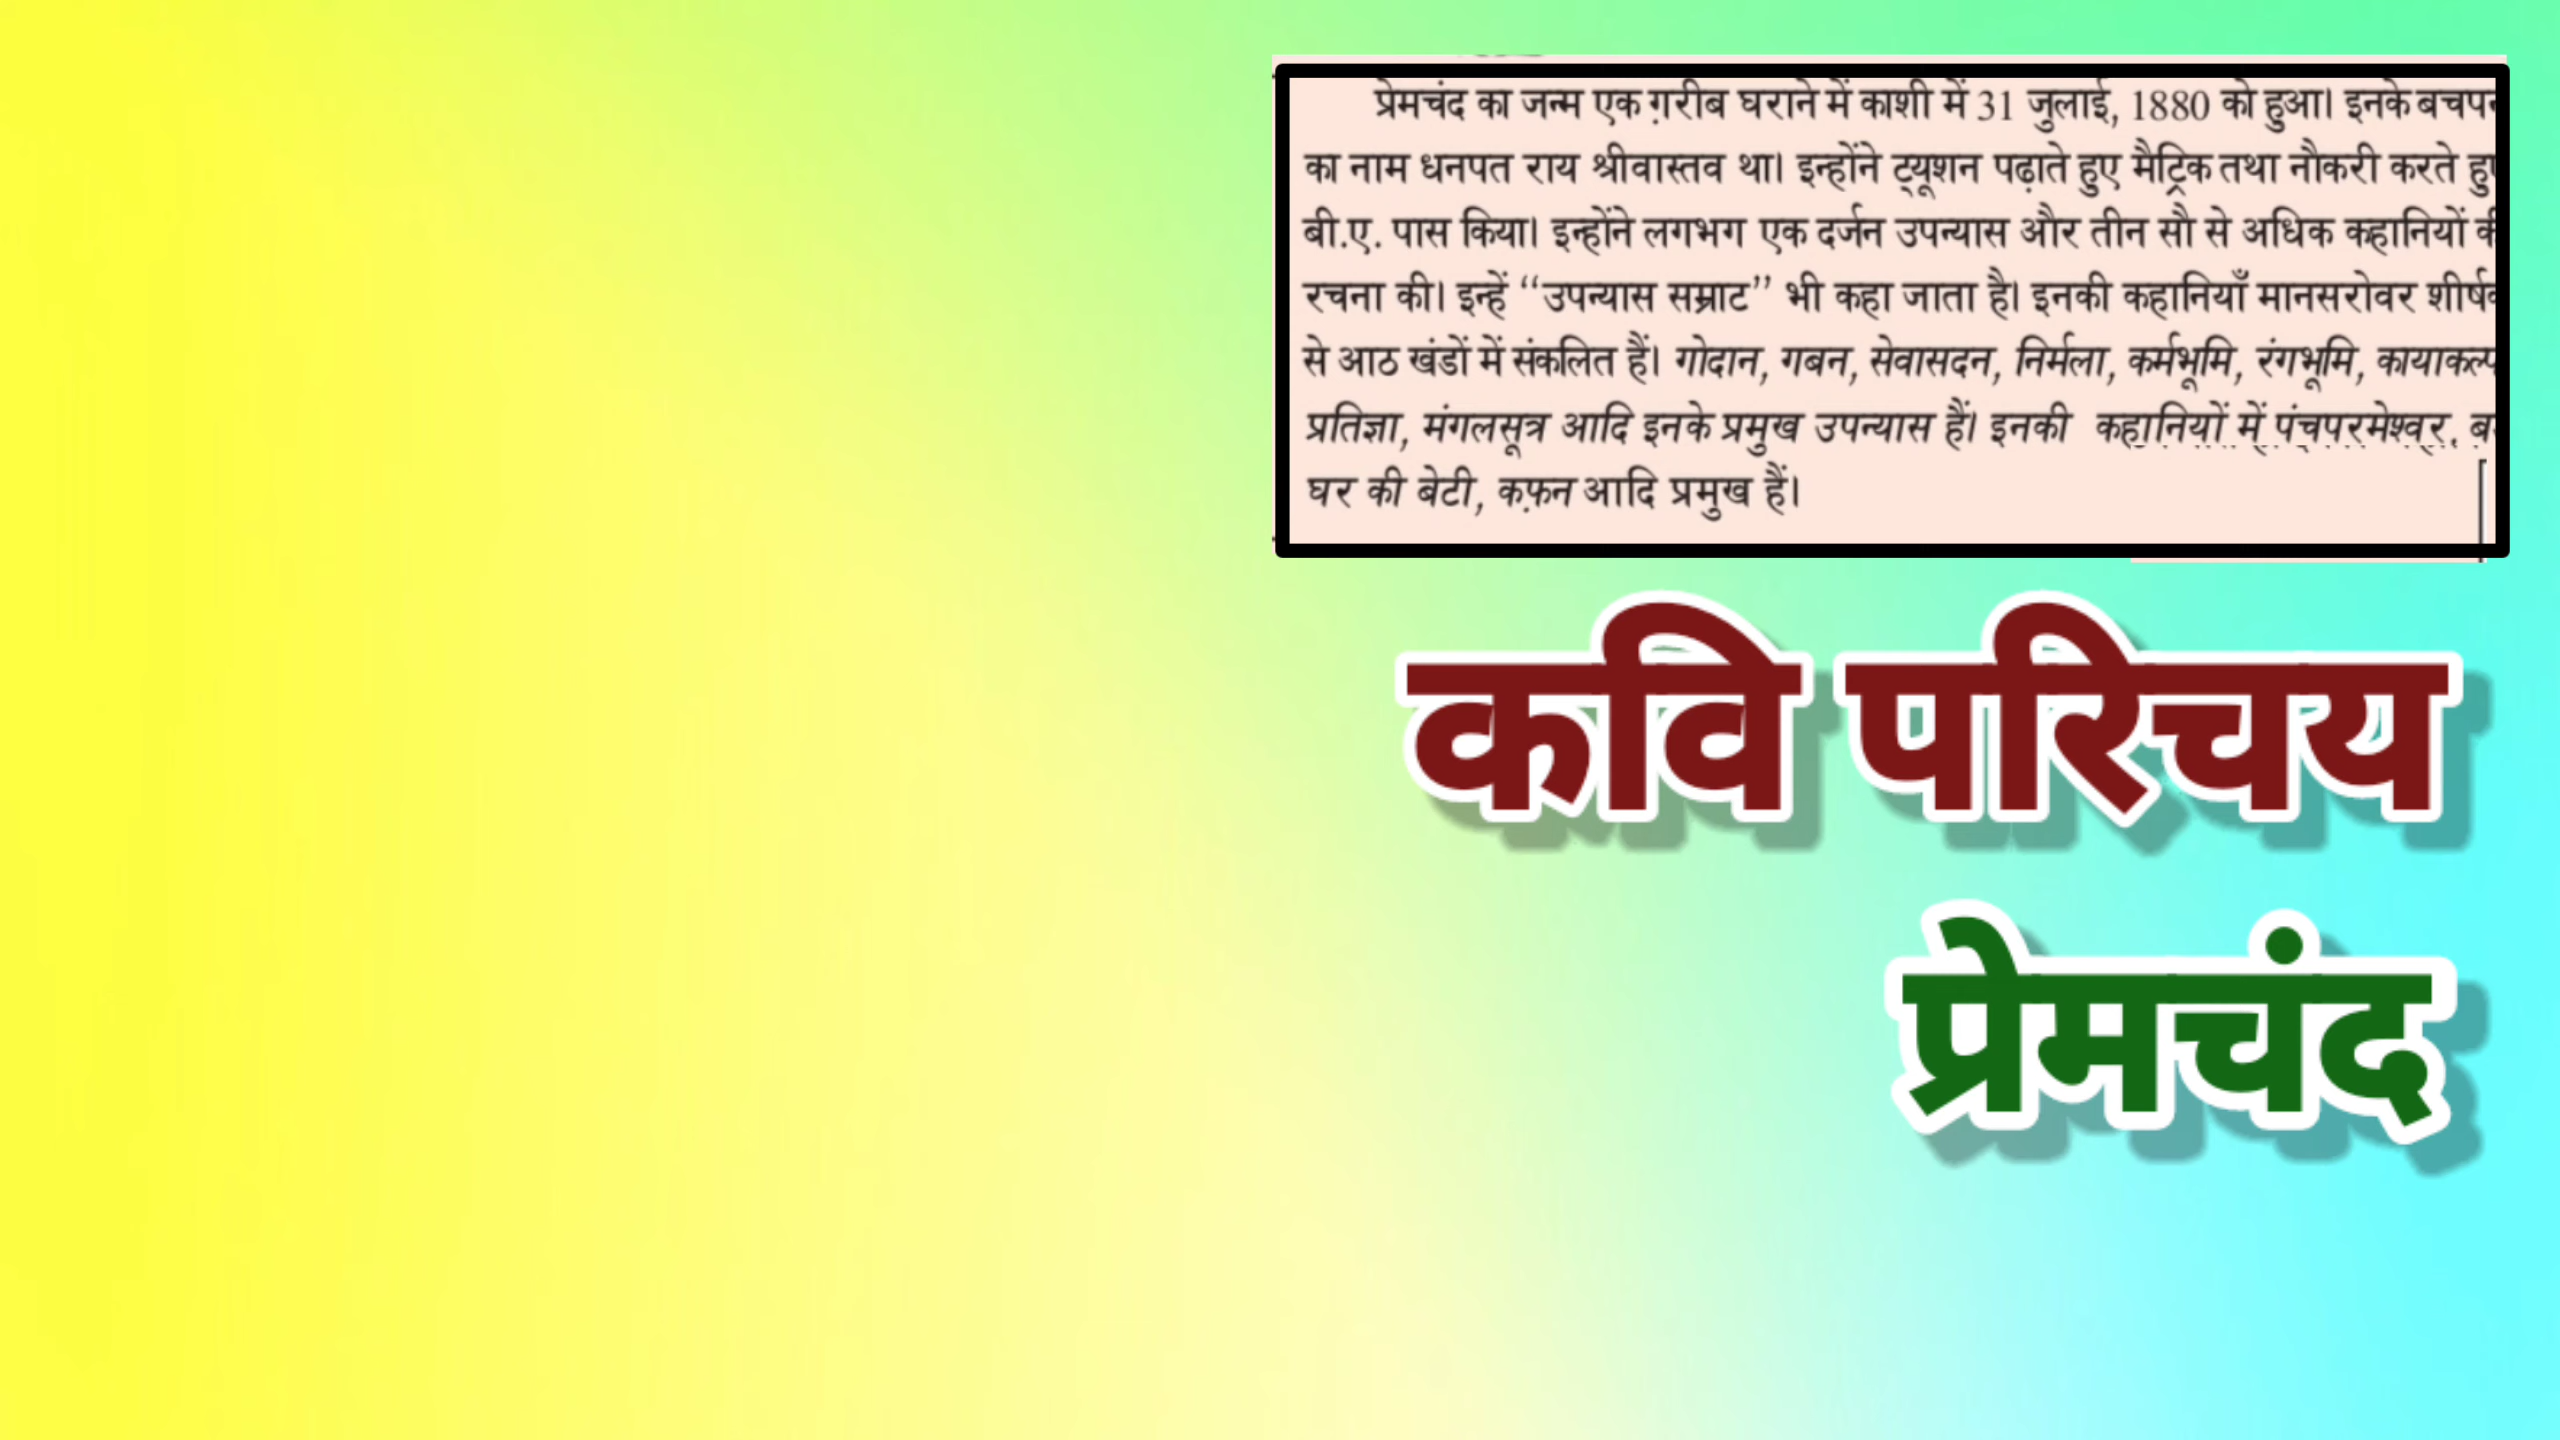 प्रेमचंद का जन्म एक ग़रीब घराने में काशी में 31 जुलाई, 1880 को हुआ। इनके
का नाम धनपत राय श्रीवास्तव था। इन्होंने ट्यूशन पढ़ाते हुए मैट्रिक तथा नौकरी करते
बी.ए. पास किया। इन्होंने लगभग एक दर्जन उपन्यास और तीन सौ से अधिक कहानियों
रचना की। इन्हें “उपन्यास सम्राट” भी कहा जाता है। इनकी कहानियाँ मानसरोवर
से आठ खंडों में संकलित हैं। गोदान, गबन, सेवासदन, निर्मला, कर्मभूमि, रंगभूमि,
प्रतिज्ञा, मंगलसूत्र आदि इनके प्रमुख उपन्यास हैं। इनकी कहानियों में पंचपरमेश्वर,
घर की बेटी, कफ़न आदि प्रमुख हैं।
कवि परिचय
प्रेमचंद